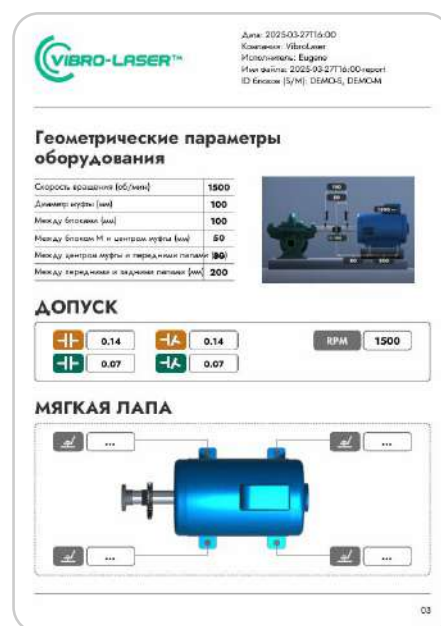 VIBRO-LASER™
Дата: 2025-03-27T16:00
Компания: VibroLaser
Исполнитель: Eugene
Имя файла: 2025-03-27T16:00-report
ID блоков (S/M): DEMO-S, DEMO-M
Геометрические параметры
оборудования
Скорость вращения (об/мин) 1500
Диаметр муфты (мм) 100
Между блоками (мм) 100
Между блоком М и центром муфты (мм) 50
Между центром муфты и передними лапами
Между передними и задними лапами (мм) 200
ДОПУСК
0.14 0.14 RPM 1500
0.07 0.07
МЯГКАЯ ЛАПА
... ...
... ...
03